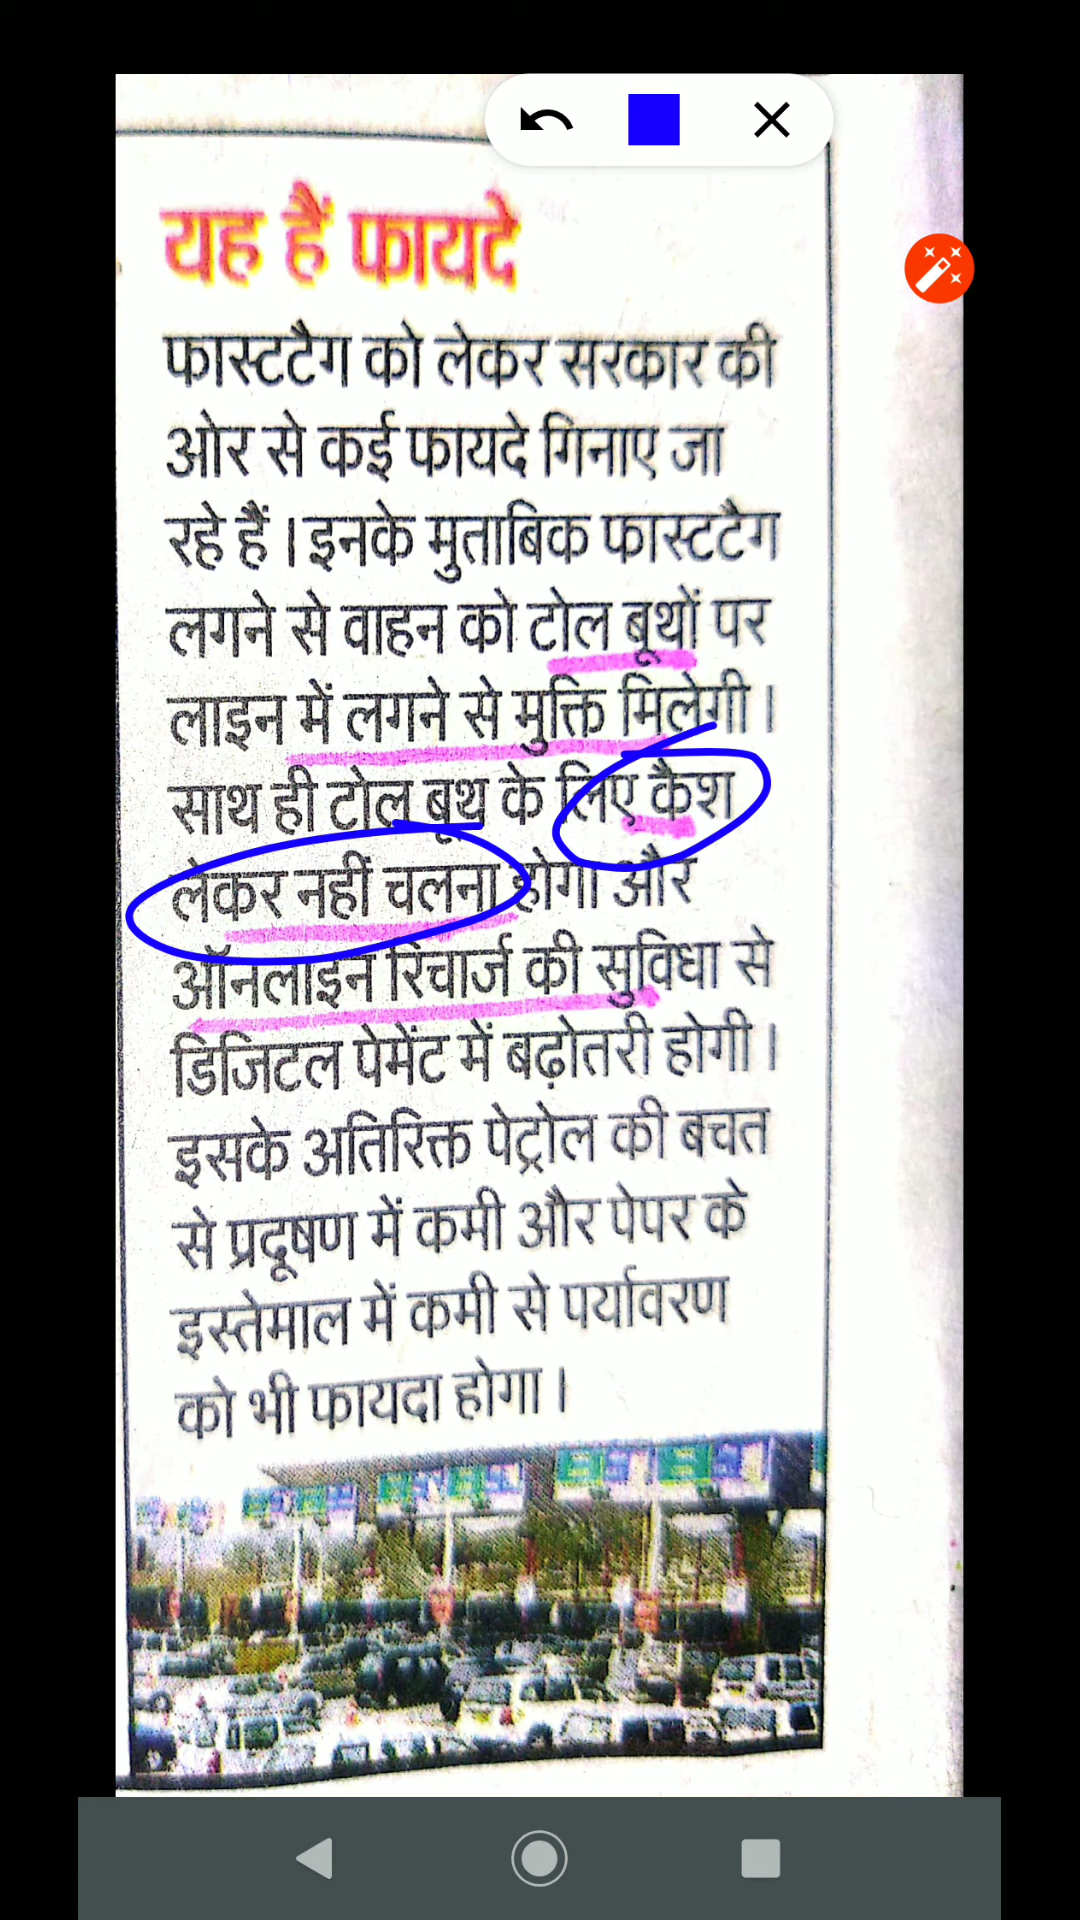 यह हैं फायदे
फास्टटैग को लेकर सरकार की
ओर से कई फायदे गिनाए जा
रहे हैं । इनके मुताबिक फास्टटैग
लगने से वाहन को टोल बूथों पर
लाइन में लगने से मुक्ति मिलेगी ।
साथ ही टोल बूथ के लिए कैश
लेकर नहीं चलना होगा और
ऑनलाइन रिचार्ज की सुविधा से
डिजिटल पेमेंट में बढ़ोतरी होगी ।
इसके अतिरिक्त पेट्रोल की बचत
से प्रदूषण में कमी और पेपर के
इस्तेमाल में कमी से पर्यावरण
को भी फायदा होगा ।